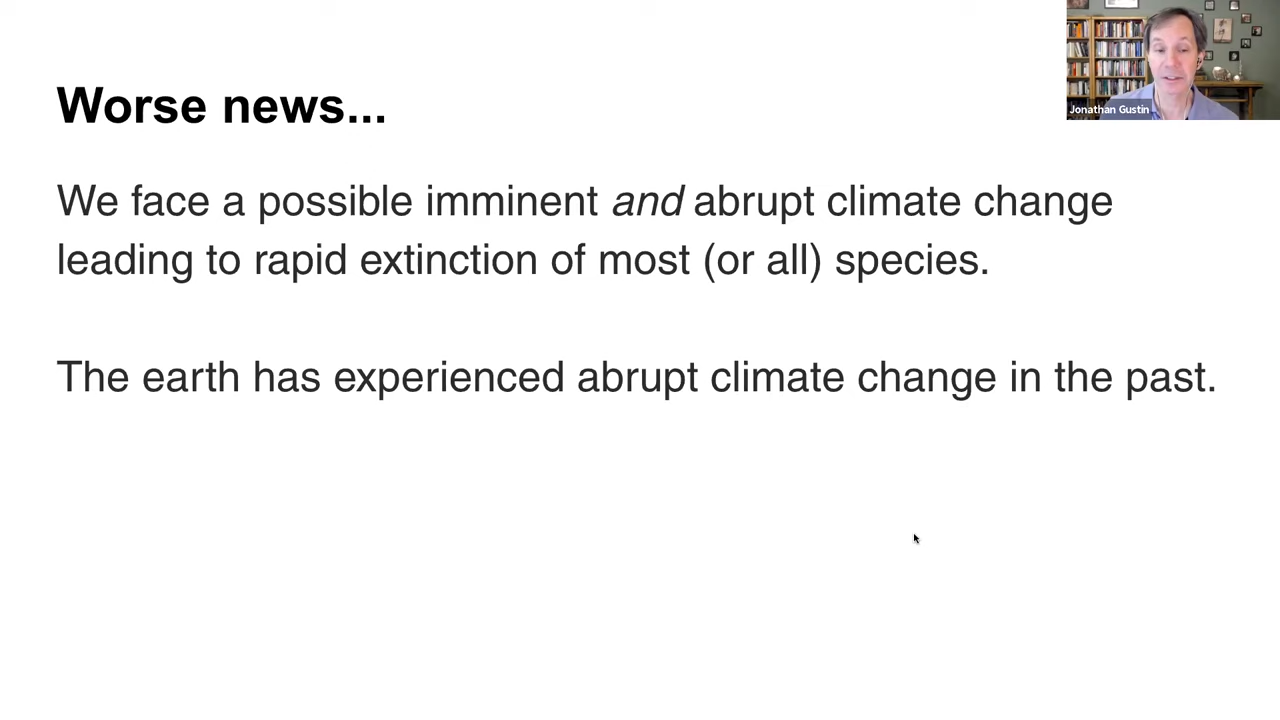 Jonathan Gustin
Worse news...
We face a possible imminent and abrupt climate change
leading to rapid extinction of most (or all) species.
The earth has experienced abrupt climate change in the past.